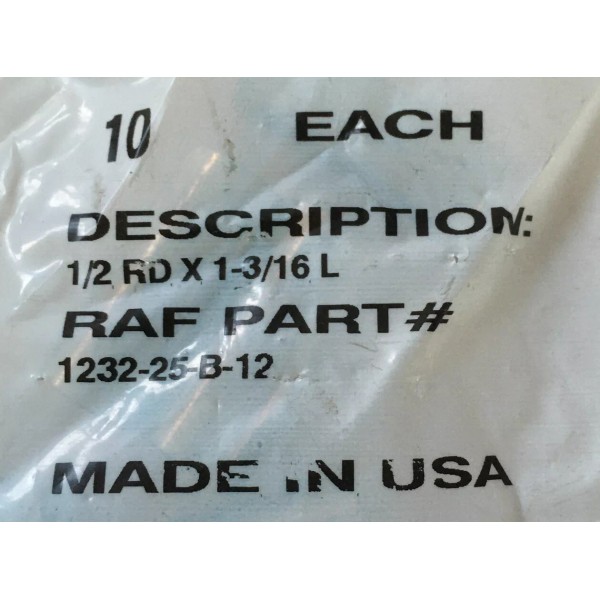 10 EACH
DESCRIPTION:
1/2 RD X 1-3/16 L
RAF PART#
1232-25-B-12
MADE IN USA